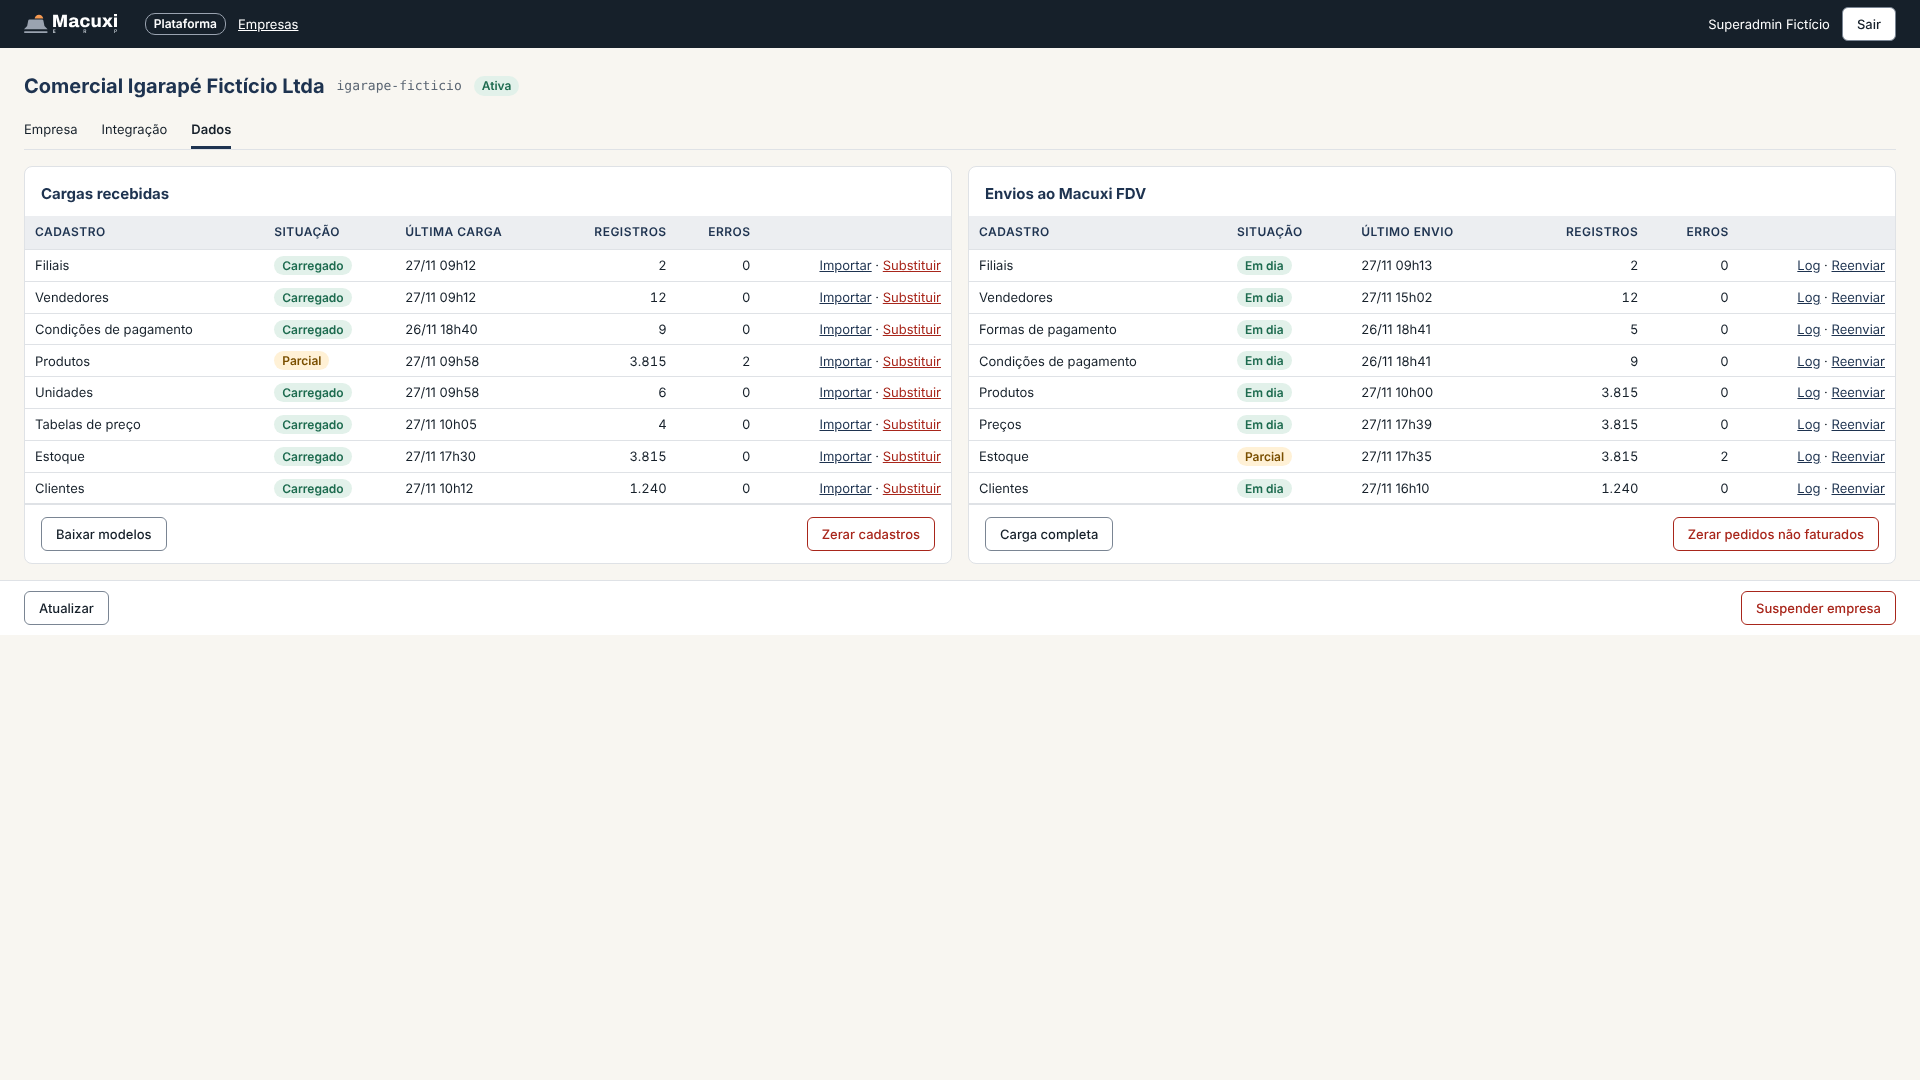 Macuxi
E R P
Plataforma Empresas Superadmin Fictício Sair
Comercial Igarapé Fictício Ltda igarape-ficticio Ativa
Empresa Integração Dados
Cargas recebidas
CADASTRO SITUAÇÃO ÚLTIMA CARGA REGISTROS ERROS
Filiais Carregado 27/11 09h12 2 0 Importar · Substituir
Vendedores Carregado 27/11 09h12 12 0 Importar · Substituir
Condições de pagamento Carregado 26/11 18h40 9 0 Importar · Substituir
Produtos Parcial 27/11 09h58 3.815 2 Importar · Substituir
Unidades Carregado 27/11 09h58 6 0 Importar · Substituir
Tabelas de preço Carregado 27/11 10h05 4 0 Importar · Substituir
Estoque Carregado 27/11 17h30 3.815 0 Importar · Substituir
Clientes Carregado 27/11 10h12 1.240 0 Importar · Substituir
Baixar modelos Zerar cadastros
Envios ao Macuxi FDV
CADASTRO SITUAÇÃO ÚLTIMO ENVIO REGISTROS ERROS
Filiais Em dia 27/11 09h13 2 0 Log · Reenviar
Vendedores Em dia 27/11 15h02 12 0 Log · Reenviar
Formas de pagamento Em dia 26/11 18h41 5 0 Log · Reenviar
Condições de pagamento Em dia 26/11 18h41 9 0 Log · Reenviar
Produtos Em dia 27/11 10h00 3.815 0 Log · Reenviar
Preços Em dia 27/11 17h39 3.815 0 Log · Reenviar
Estoque Parcial 27/11 17h35 3.815 2 Log · Reenviar
Clientes Em dia 27/11 16h10 1.240 0 Log · Reenviar
Carga completa Zerar pedidos não faturados
Atualizar Suspender empresa